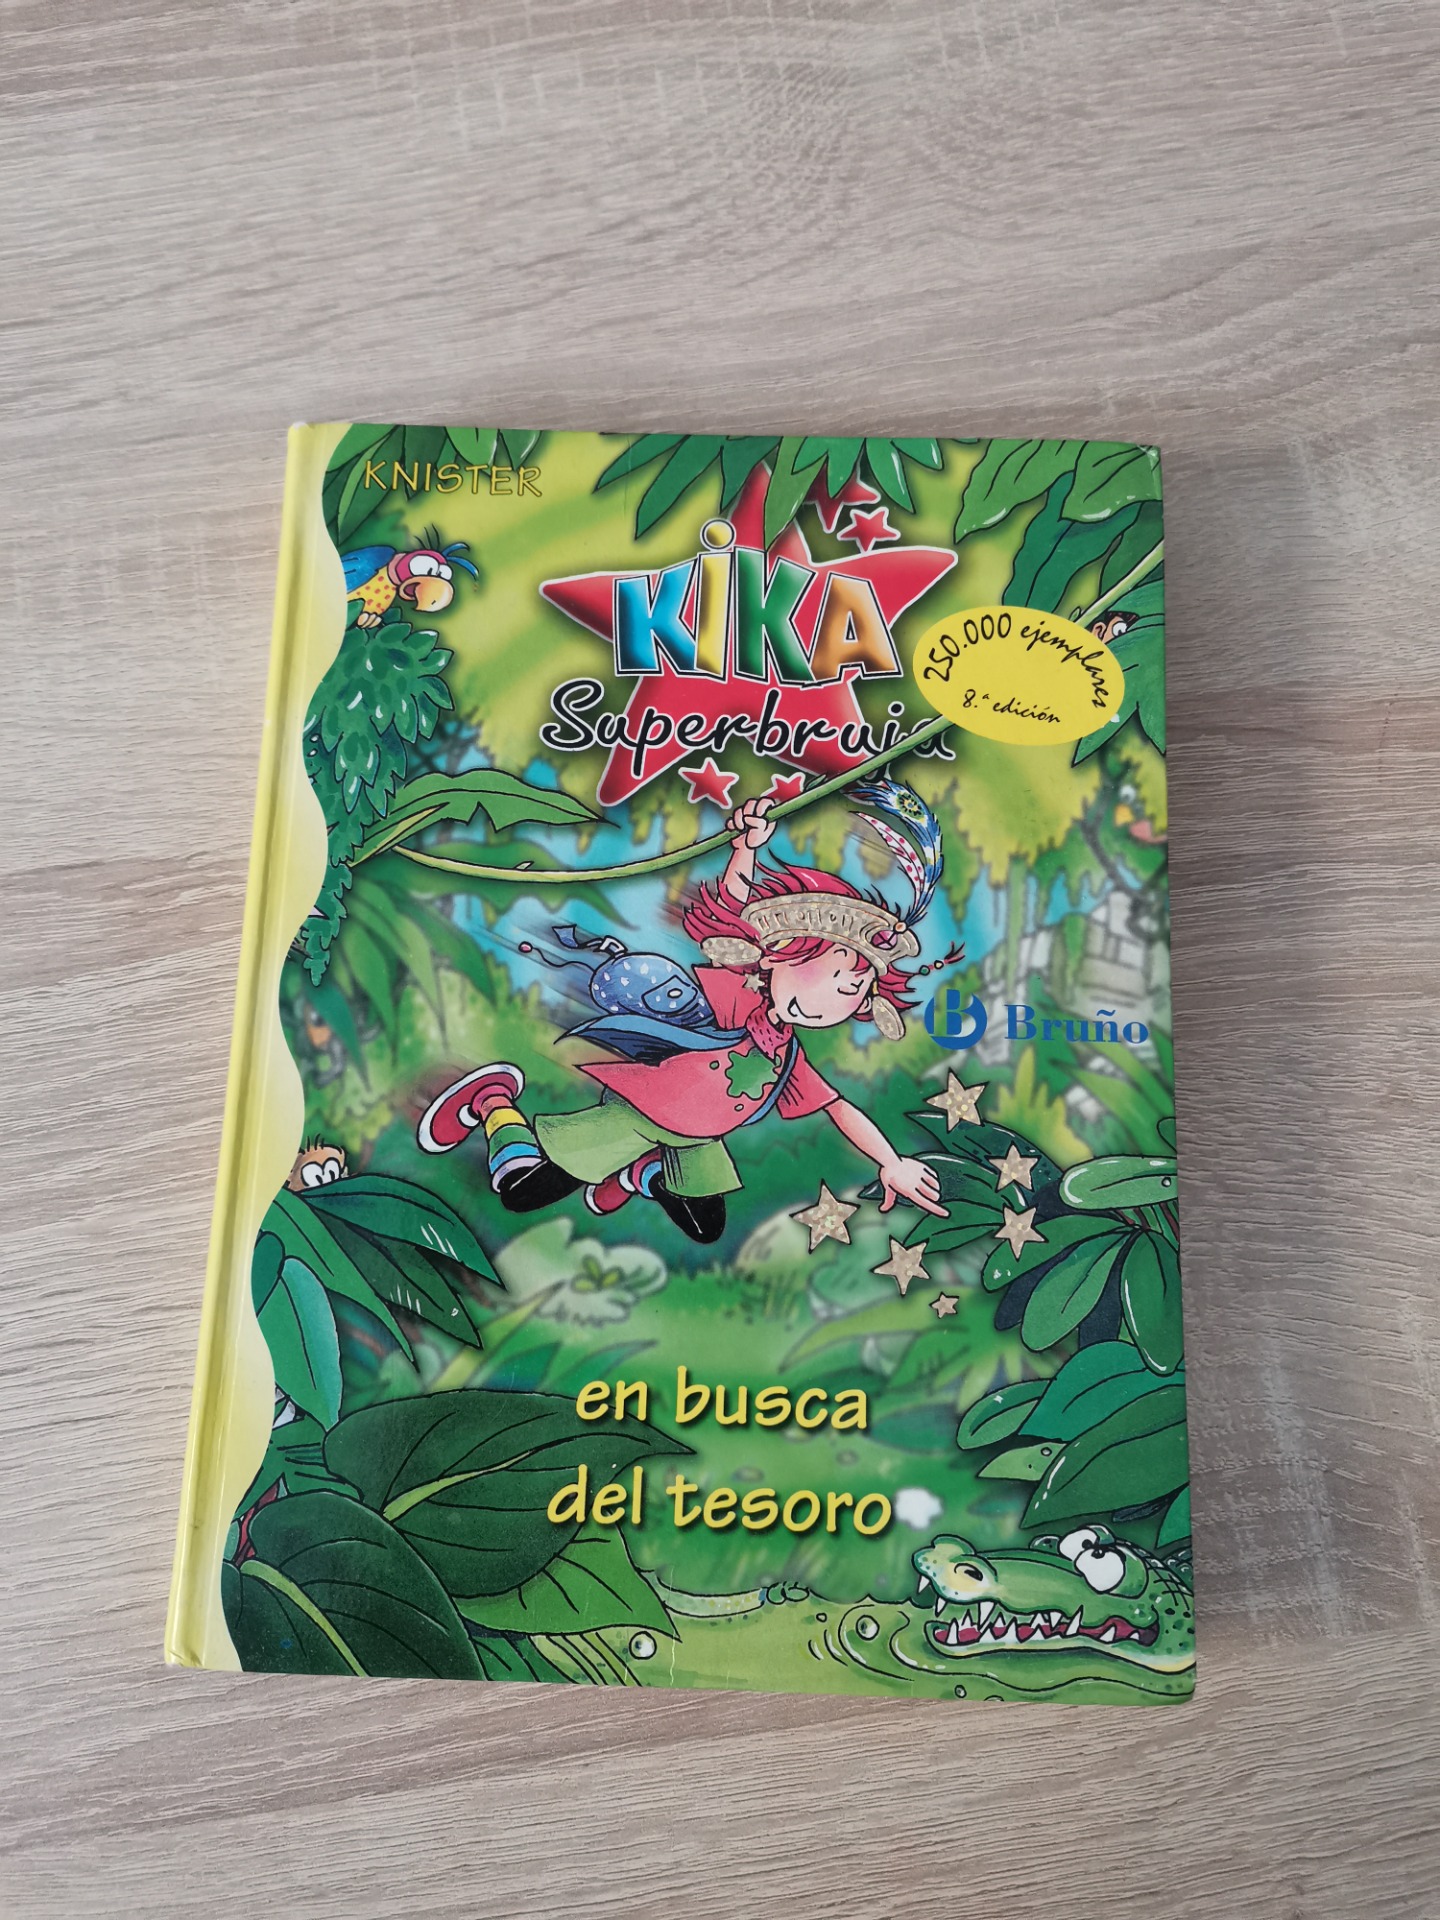 KNISTER
KiKA
Superbruja
250.000 ejemplares
8.ª edición
B Bruño
en busca
del tesoro